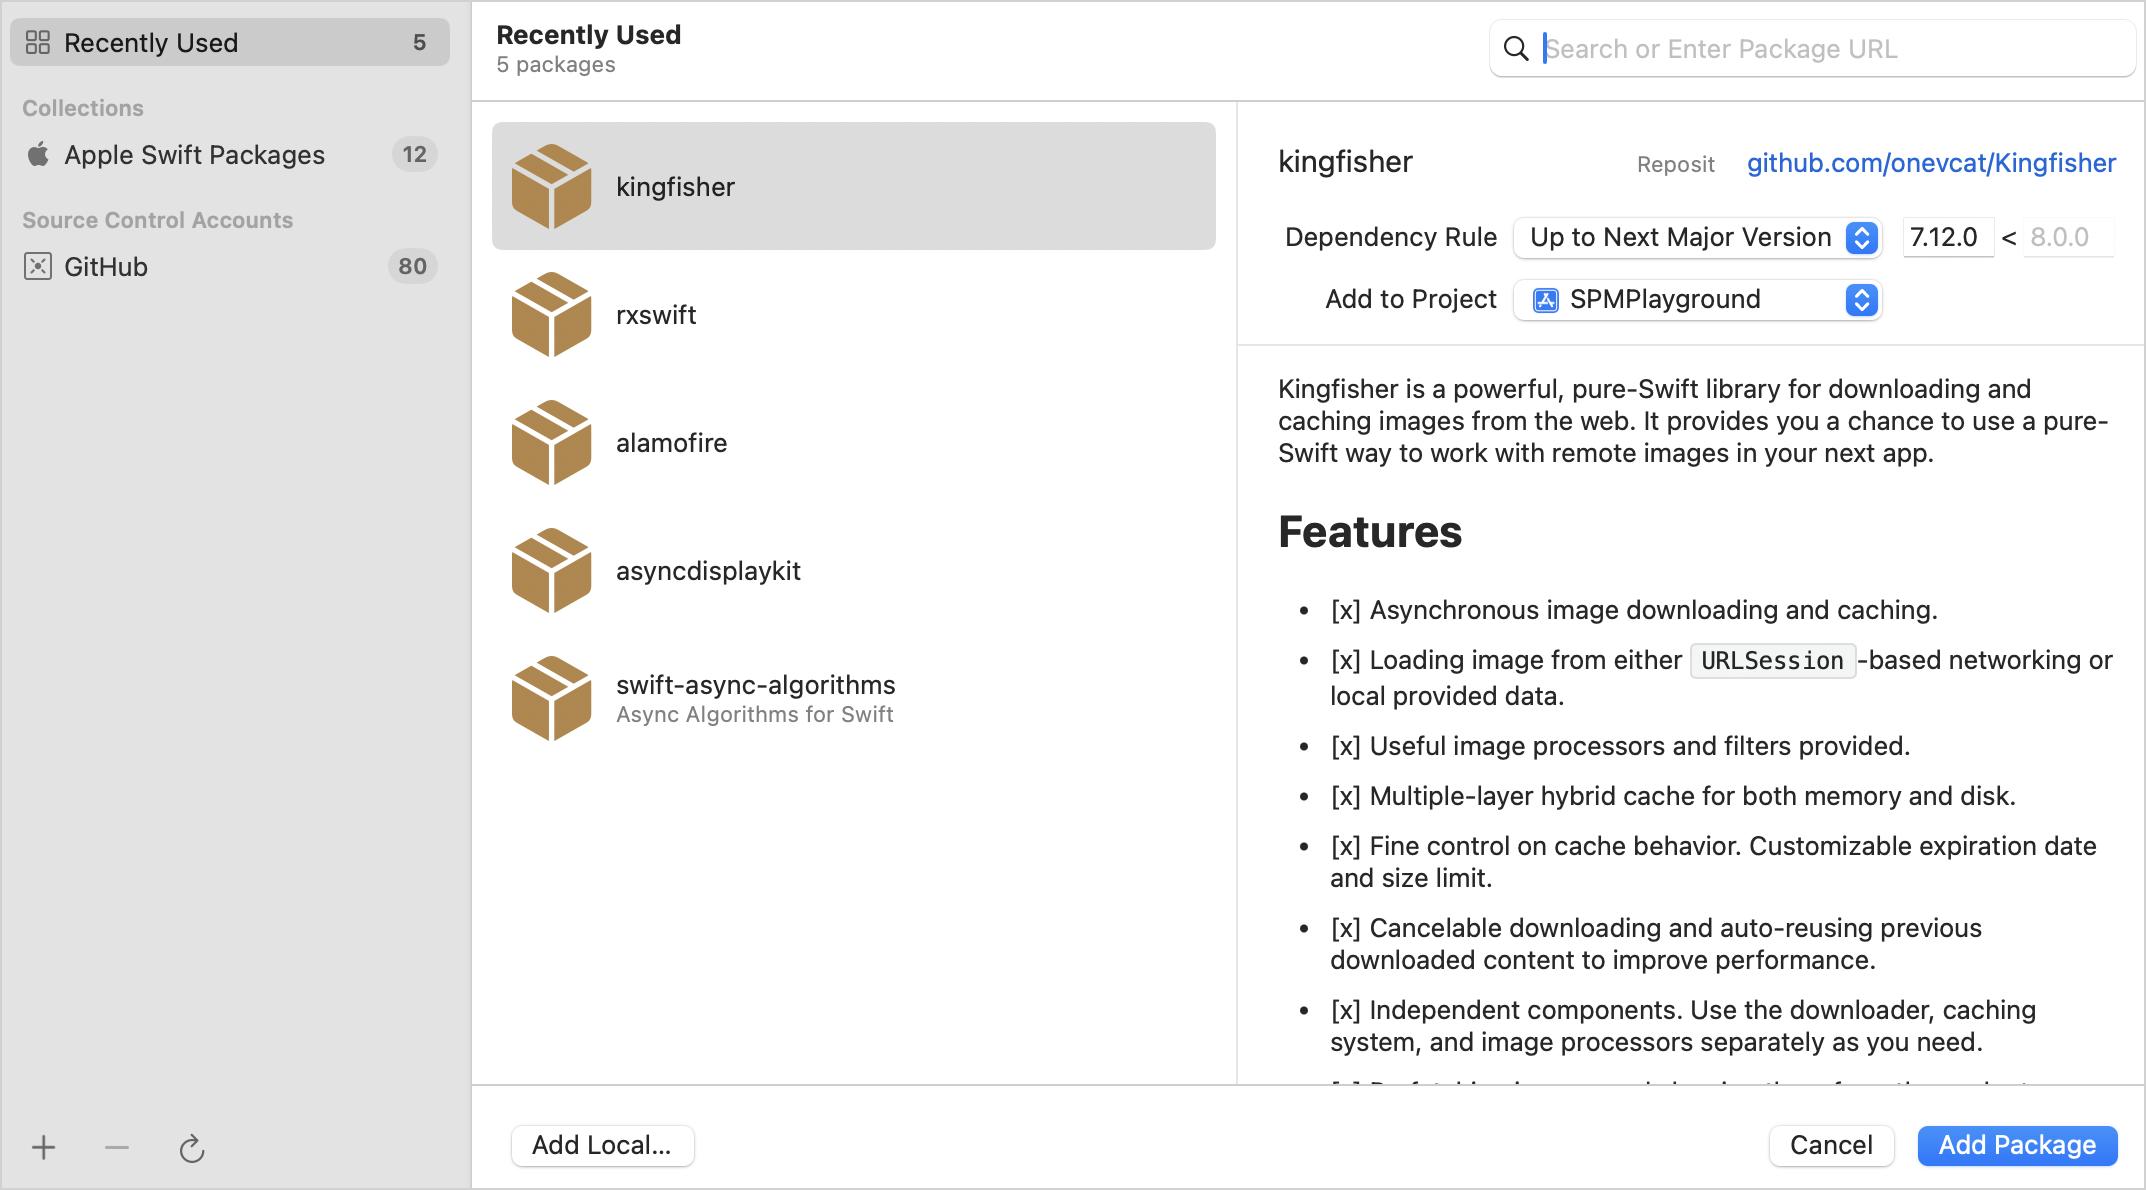 Recently Used
5
Collections
Apple Swift Packages
12
Source Control Accounts
GitHub
80
Recently Used
5 packages
Search or Enter Package URL
kingfisher
rxswift
alamofire
asyncdisplaykit
swift-async-algorithms
Async Algorithms for Swift
kingfisher
Reposit
github.com/onevcat/Kingfisher
Dependency Rule
Up to Next Major Version
7.12.0 < 8.0.0
Add to Project
SPMPlayground
Kingfisher is a powerful, pure-Swift library for downloading and
caching images from the web. It provides you a chance to use a pure-
Swift way to work with remote images in your next app.
Features
• [x] Asynchronous image downloading and caching.
• [x] Loading image from either URLSession-based networking or
local provided data.
• [x] Useful image processors and filters provided.
• [x] Multiple-layer hybrid cache for both memory and disk.
• [x] Fine control on cache behavior. Customizable expiration date
and size limit.
• [x] Cancelable downloading and auto-reusing previous
downloaded content to improve performance.
• [x] Independent components. Use the downloader, caching
system, and image processors separately as you need.
Add Local...
Cancel
Add Package